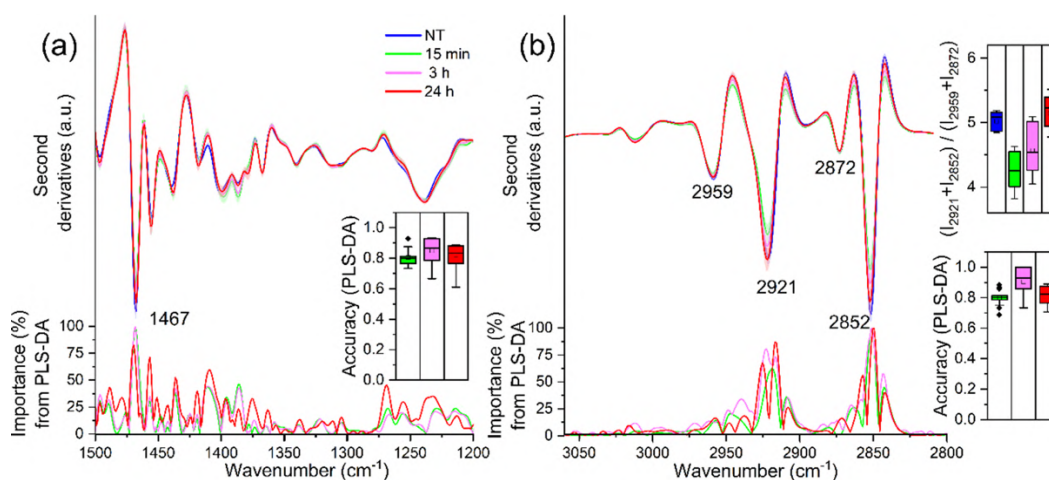 (a)
NT
15 min
3 h
24 h
Second
derivatives (a.u.)
1467
Accuracy (PLS-DA)
1.0
0.8
0.6
0.4
0.2
0.0
Importance (%)
from PLS-DA
100
75
50
25
0
1500 1450 1400 1350 1300 1250 1200
Wavenumber (cm⁻¹)
(b)
Second
derivatives (a.u.)
2959
2921
2872
2852
Importance (%)
from PLS-DA
100
75
50
25
0
3050 3000 2950 2900 2850 2800
Wavenumber (cm⁻¹)
(I₂₉₂₁+I₂₈₅₂) / (I₂₉₅₉+I₂₈₇₂)
6
5
4
Accuracy (PLS-DA)
1.0
0.8
0.6
0.4
0.2
0.0